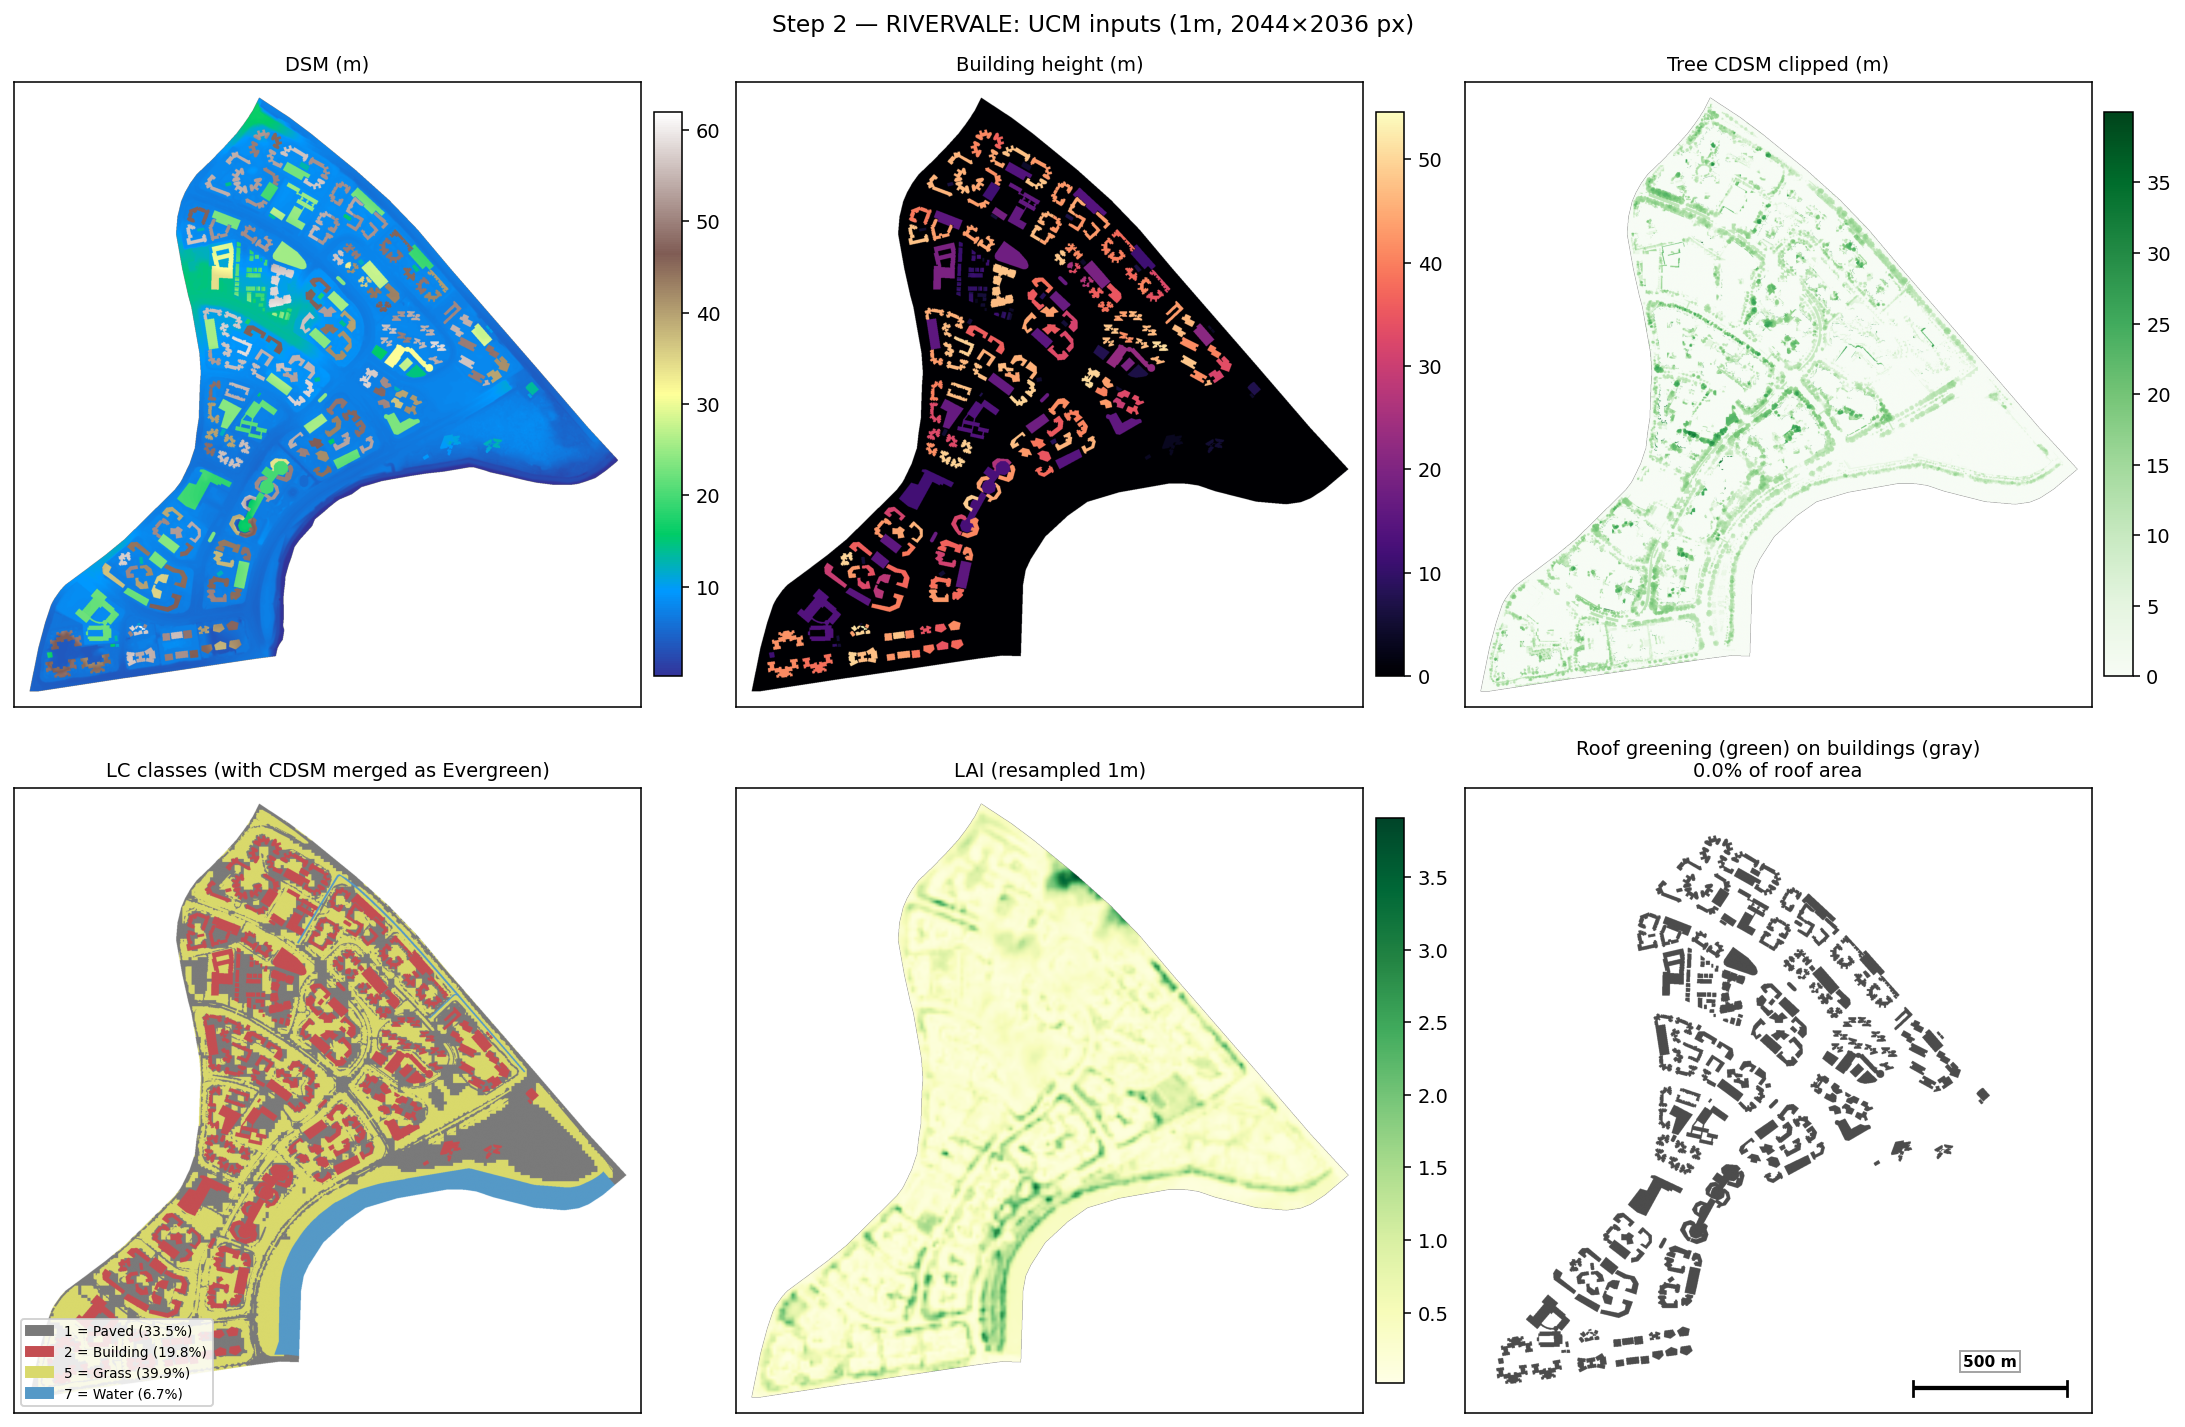 Step 2 — RIVERVALE: UCM inputs (1m, 2044×2036 px)
DSM (m)
60
50
40
30
20
10
Building height (m)
50
40
30
20
10
0
Tree CDSM clipped (m)
35
30
25
20
15
10
5
0
LC classes (with CDSM merged as Evergreen)
1 = Paved (33.5%)
2 = Building (19.8%)
5 = Grass (39.9%)
7 = Water (6.7%)
LAI (resampled 1m)
3.5
3.0
2.5
2.0
1.5
1.0
0.5
Roof greening (green) on buildings (gray)
0.0% of roof area
500 m